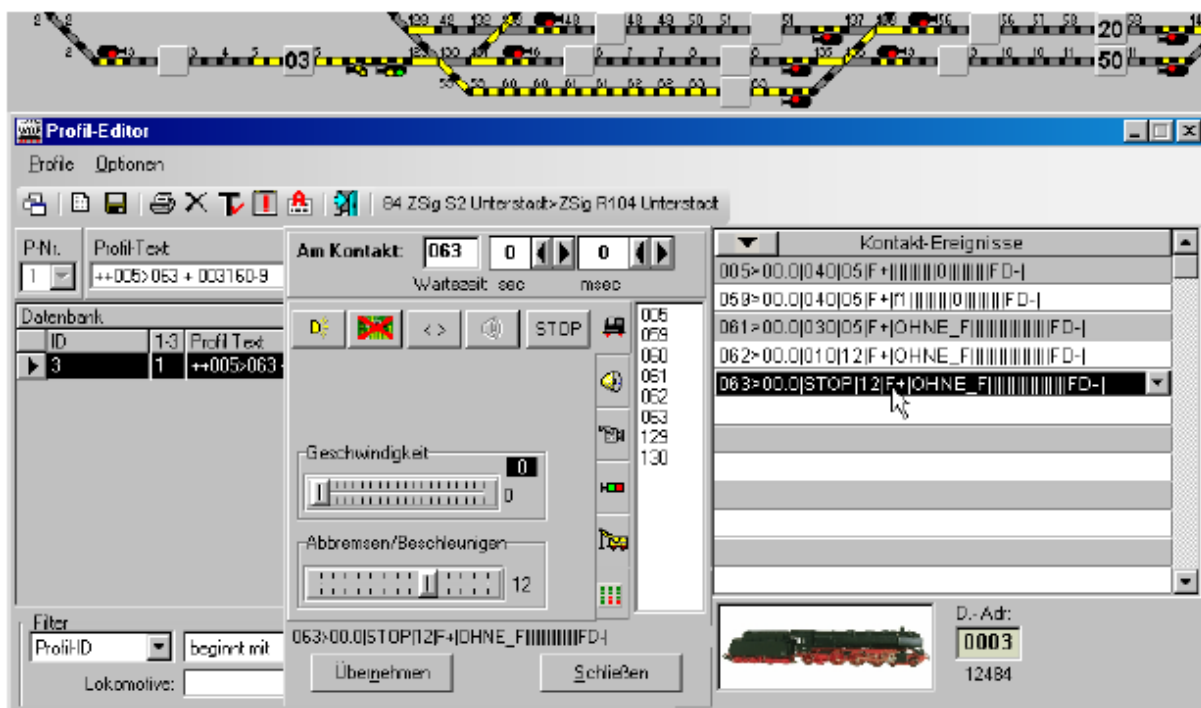 03
20
50
Profil-Editor
Profile Optionen
84 ZSig S2 Unterstadt>ZSig R104 Unterstadt
P-Nr. Profil-Text
1 ++005>063 + 003160-9
Datenbank
ID 1-3 Profil Text
3 1 ++005>063
Filter
Profil-ID beginnt mit
Lokomotive:
Am Kontakt: 063 0 0
Wartezeit: sec msec
< > STOP
005
059
060
061
062
063
129
130
Geschwindigkeit
0
0
Abbremsen/Beschleunigen
12
063>00.0|STOP|12|F+|OHNE_F|||||||||||FD-|
Übernehmen Schließen
Kontakt-Ereignisse
005>00.0|040|05|F+||||||||0|||||||FD-|
059>00.0|040|05|F+|f1|||||||0||||||FD-|
061>00.0|030|05|F+|OHNE_F||||||||||||||FD-|
062>00.0|010|12|F+|OHNE_F||||||||||||||FD-|
063>00.0|STOP|12|F+|OHNE_F||||||||||||||FD-|
D.-Adr.:
0003
12484